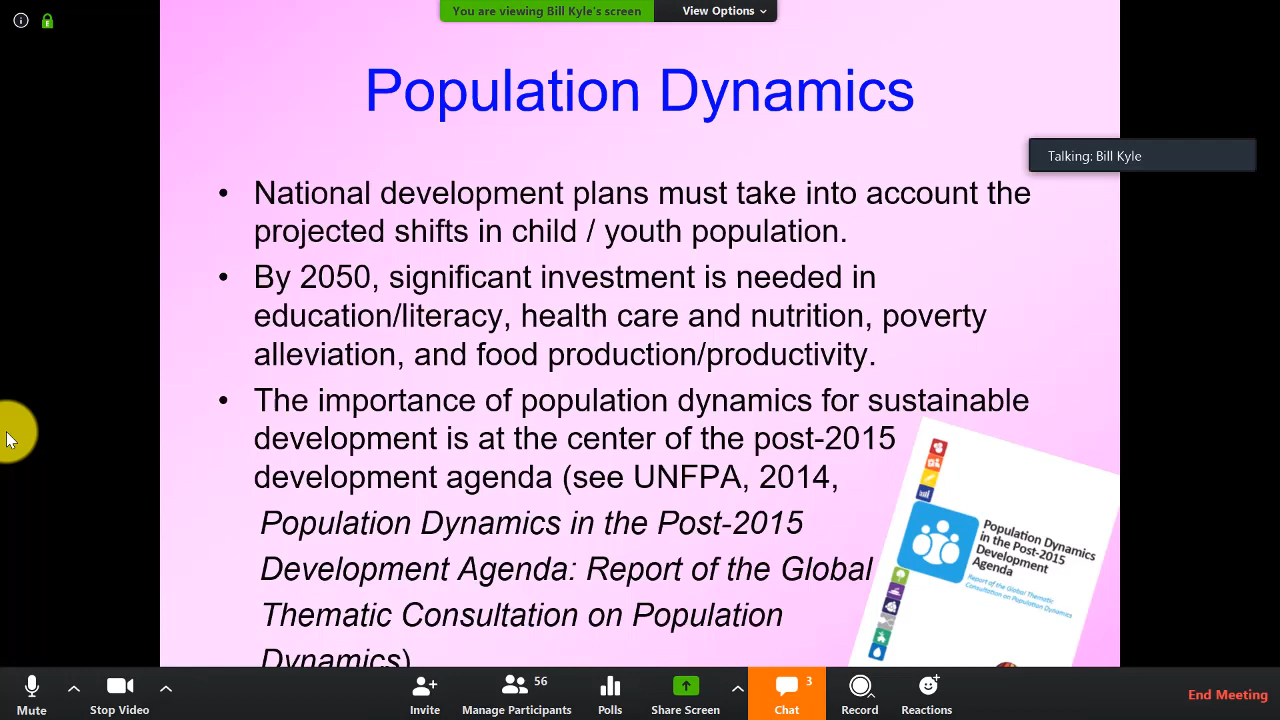 You are viewing Bill Kyle's screen
View Options
Population Dynamics
Talking: Bill Kyle
• National development plans must take into account the
projected shifts in child / youth population.
• By 2050, significant investment is needed in
education/literacy, health care and nutrition, poverty
alleviation, and food production/productivity.
• The importance of population dynamics for sustainable
development is at the center of the post-2015
development agenda (see UNFPA, 2014,
Population Dynamics in the Post-2015
Development Agenda: Report of the Global
Thematic Consultation on Population
Dynamics)
Population Dynamics
in the Post-2015
Development
Agenda
Report of the Global Thematic
Consultation on Population Dynamics
Mute
Stop Video
Invite
56
Manage Participants
Polls
Share Screen
3
Chat
Record
Reactions
End Meeting